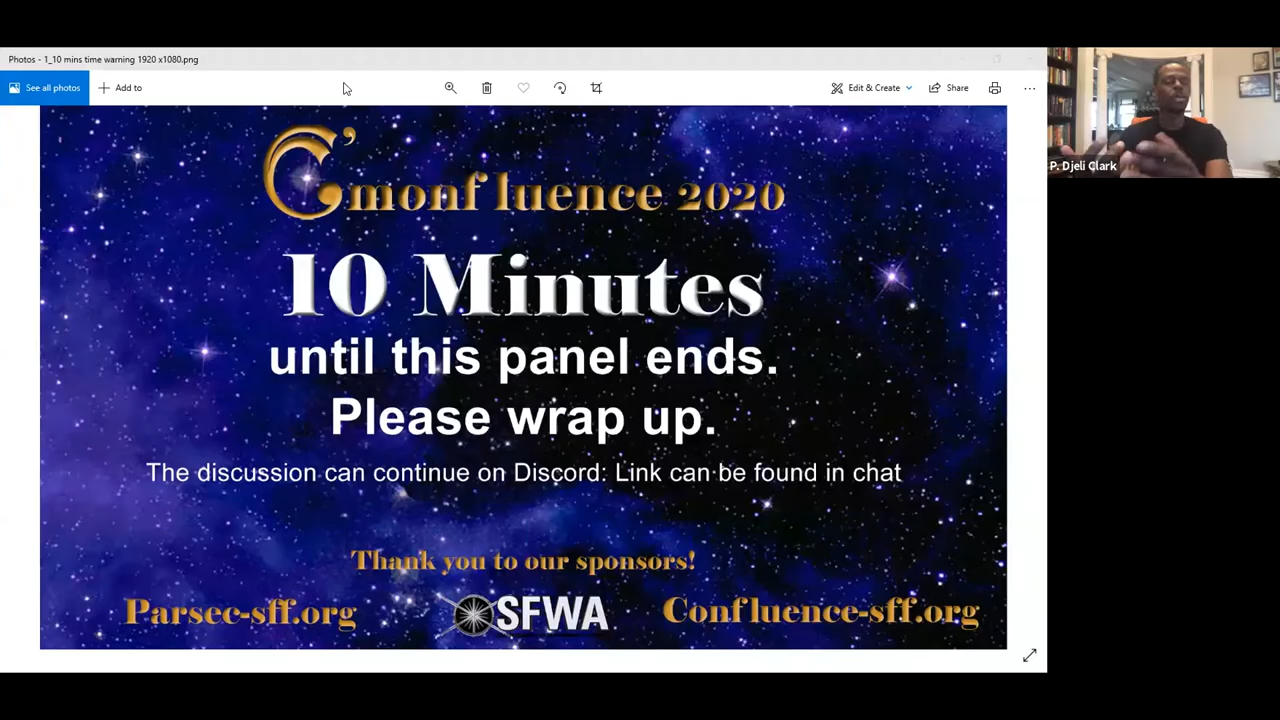 Photos - 1_10 mins time warning 1920 x1080.png
See all photos
Add to
Edit & Create
Share
C'monfluence 2020
10 Minutes
until this panel ends.
Please wrap up.
The discussion can continue on Discord: Link can be found in chat
Thank you to our sponsors!
Parsec-sff.org
SFWA
Confluence-sff.org
P. Djeli Clark